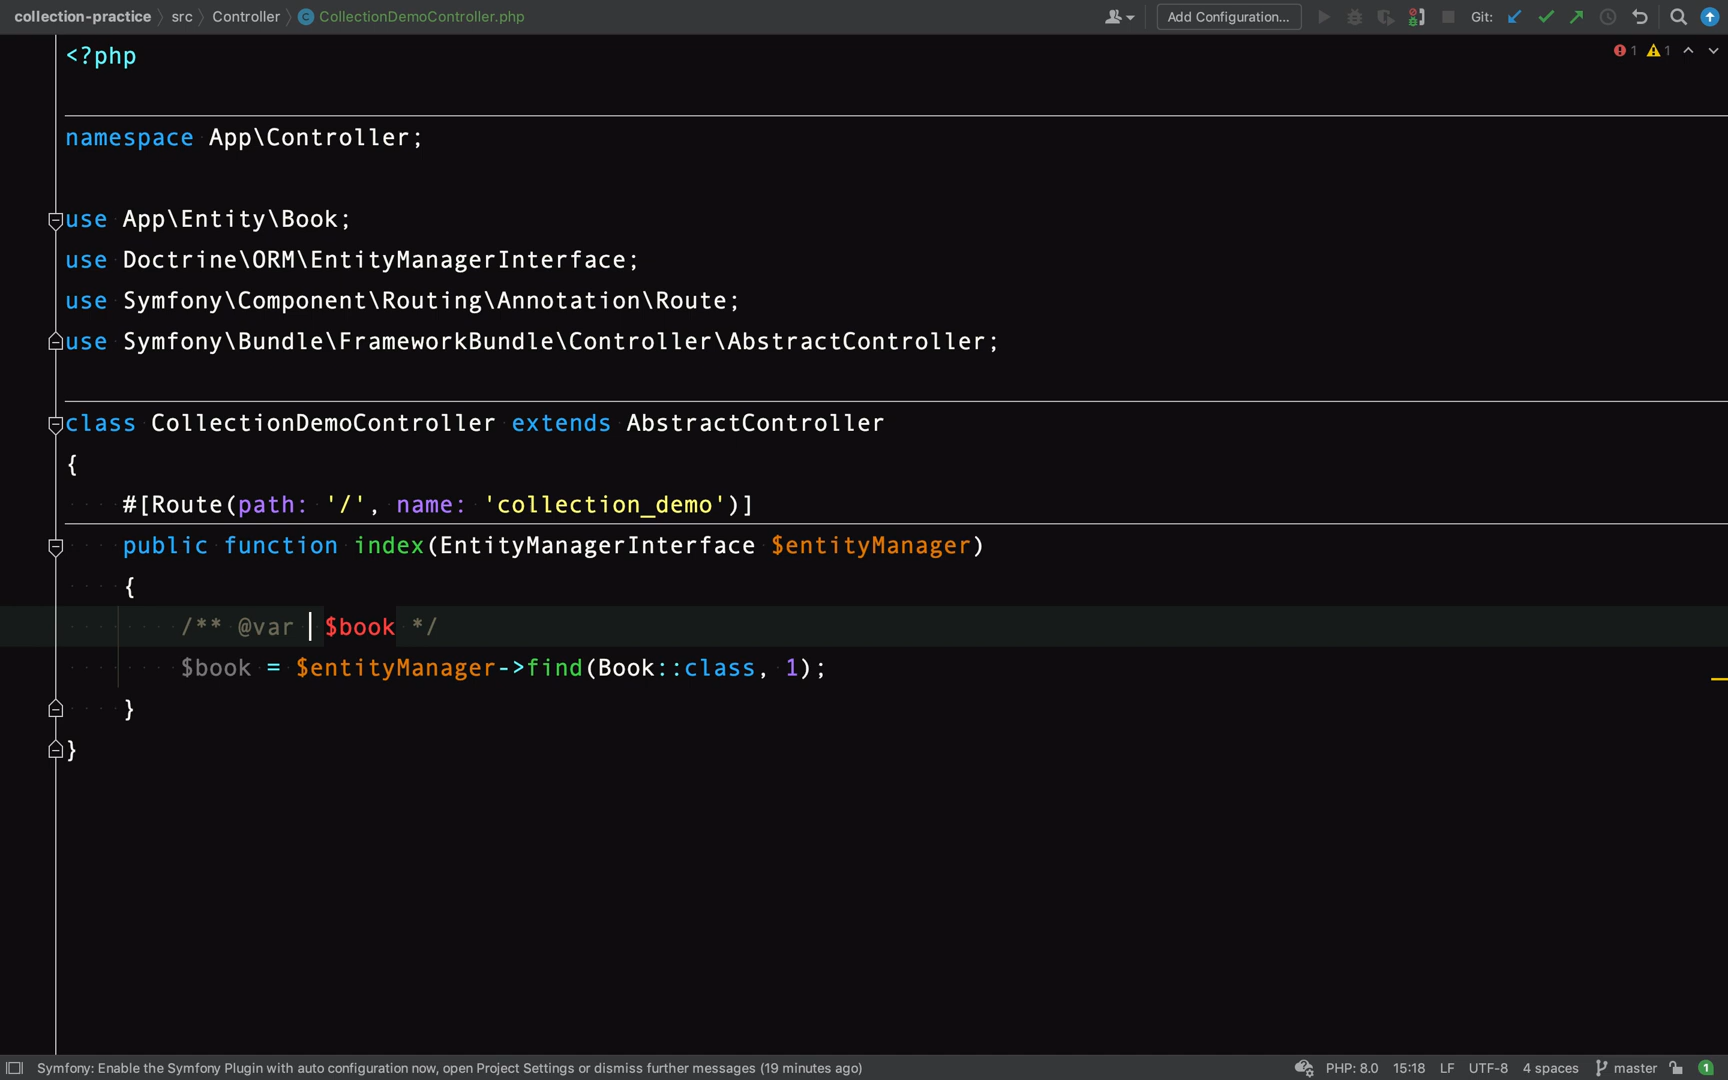 collection-practice src Controller CollectionDemoController.php Add Configuration... Git:
<?php
1 1
namespace App\Controller;
use App\Entity\Book;
use Doctrine\ORM\EntityManagerInterface;
use Symfony\Component\Routing\Annotation\Route;
use Symfony\Bundle\FrameworkBundle\Controller\AbstractController;
class CollectionDemoController extends AbstractController
{
#[Route(path: '/', name: 'collection_demo')]
public function index(EntityManagerInterface $entityManager)
{
/** @var $book */
$book = $entityManager->find(Book::class, 1);
}
}
Symfony: Enable the Symfony Plugin with auto configuration now, open Project Settings or dismiss further messages (19 minutes ago) PHP: 8.0 15:18 LF UTF-8 4 spaces master 1